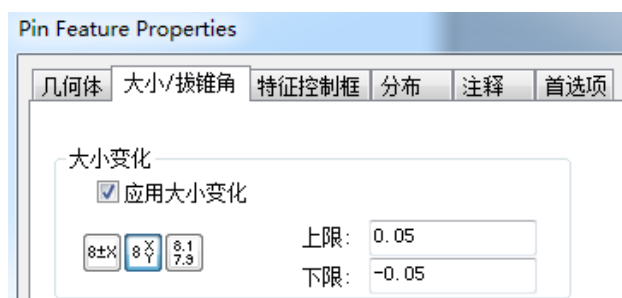 Pin Feature Properties
几何体 大小/拔锥角 特征控制框 分布 注释 首选项
大小变化
应用大小变化
8±X 8 X Y 8.1 7.9 上限: 0.05
下限: -0.05